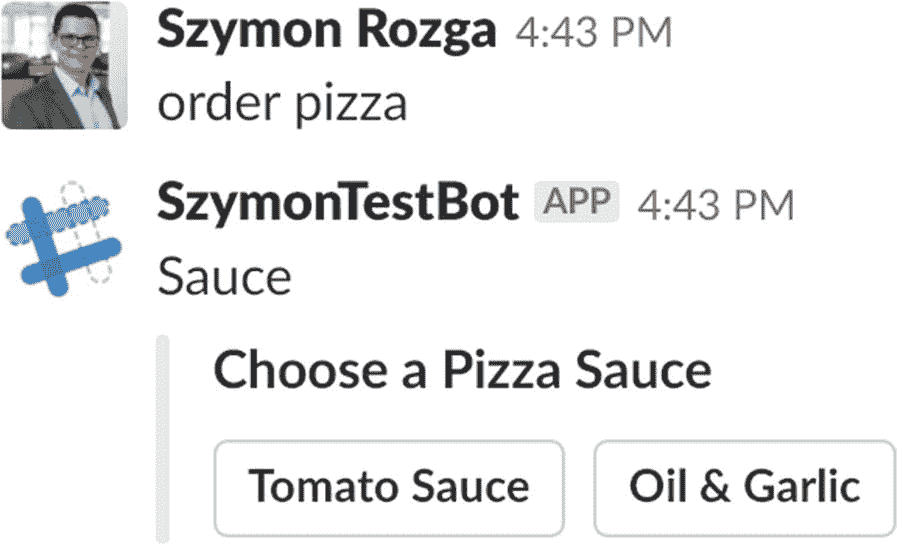 Szymon Rozga 4:43 PM
order pizza
SzymonTestBot APP 4:43 PM
Sauce
Choose a Pizza Sauce
Tomato Sauce Oil & Garlic